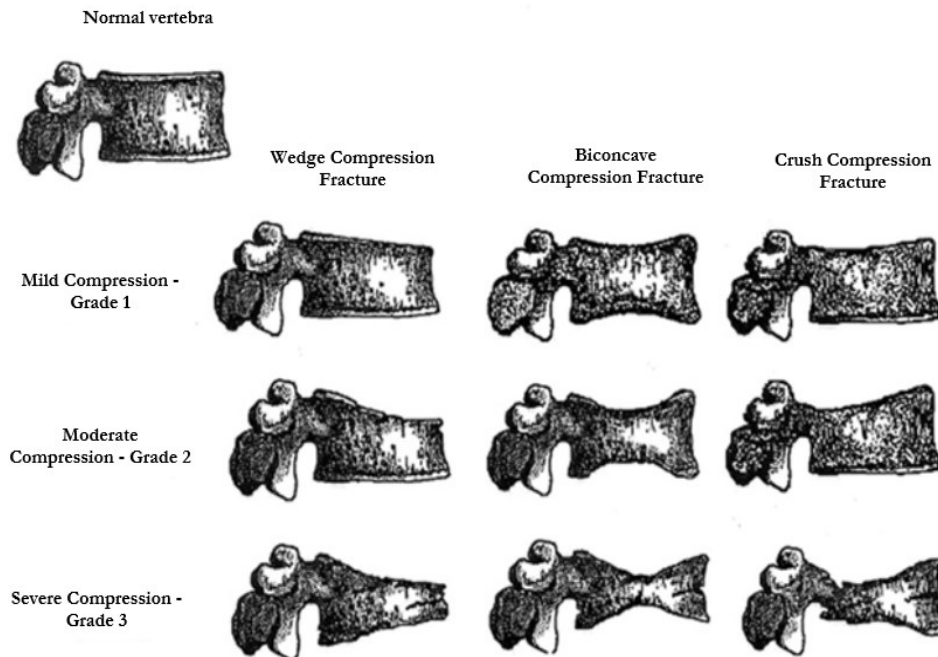 Normal vertebra
Wedge Compression
Fracture
Biconcave
Compression Fracture
Crush Compression
Fracture
Mild Compression -
Grade 1
Moderate
Compression - Grade 2
Severe Compression -
Grade 3